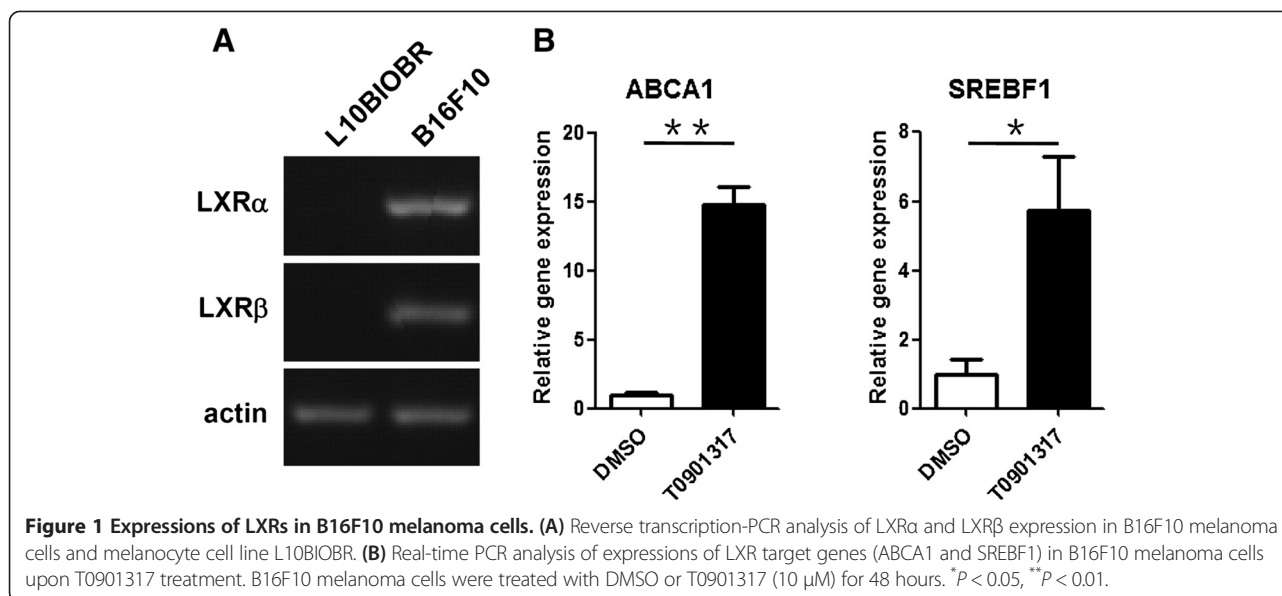 A
B
L10BIOBR
B16F10
LXRα
LXRβ
actin
ABCA1
**
Relative gene expression
20
15
10
5
0
DMSO
T0901317
SREBF1
*
Relative gene expression
8
6
4
2
0
DMSO
T0901317
Figure 1 Expressions of LXRs in B16F10 melanoma cells. (A) Reverse transcription-PCR analysis of LXRα and LXRβ expression in B16F10 melanoma
cells and melanocyte cell line L10BIOBR. (B) Real-time PCR analysis of expressions of LXR target genes (ABCA1 and SREBF1) in B16F10 melanoma cells
upon T0901317 treatment. B16F10 melanoma cells were treated with DMSO or T0901317 (10 μM) for 48 hours. *P < 0.05, **P < 0.01.